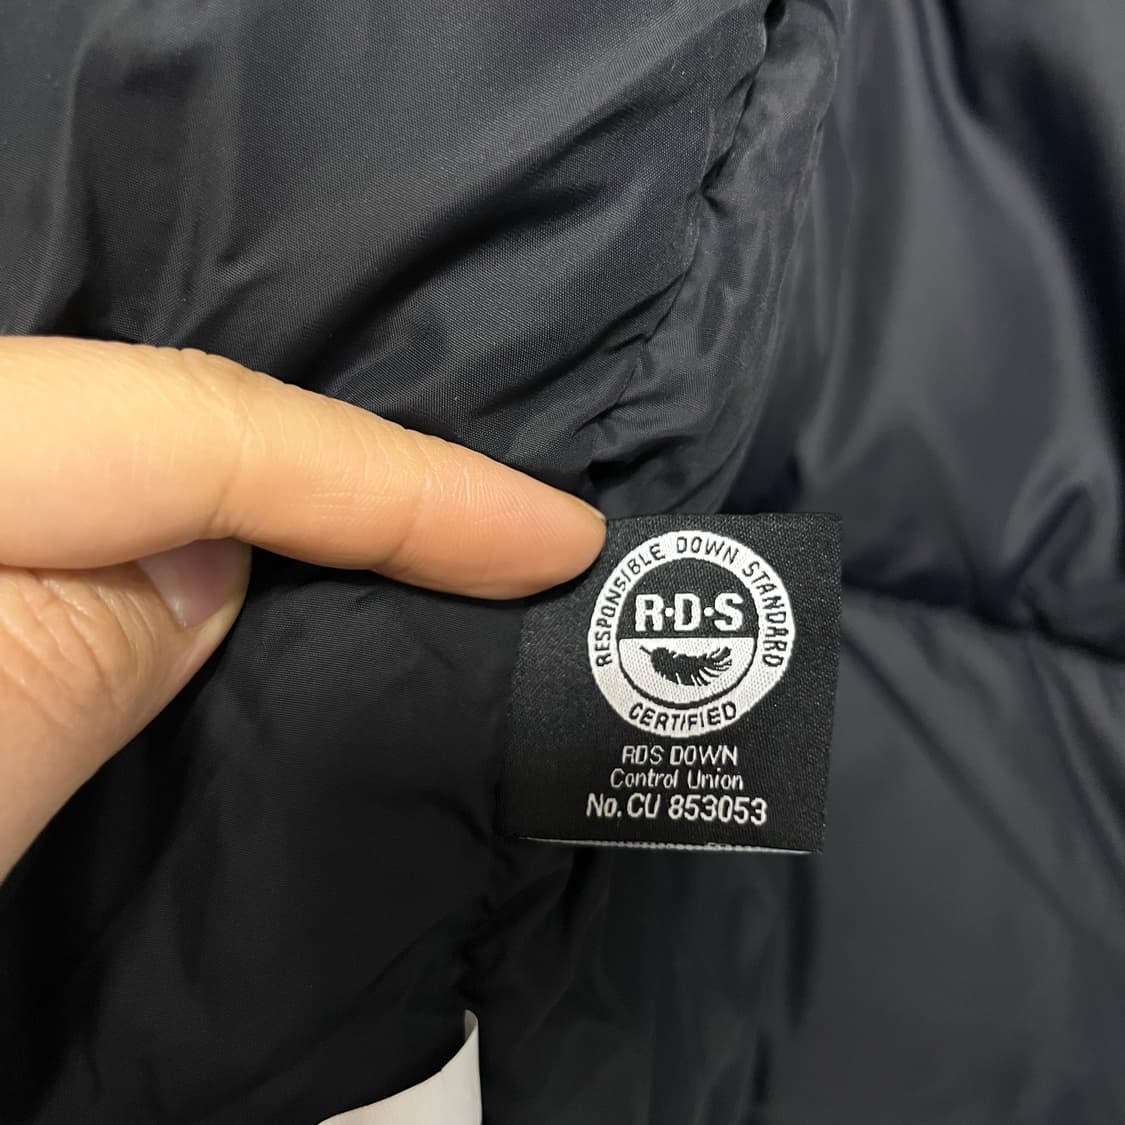 RESPONSIBLE DOWN STANDARD
R·D·S
CERTIFIED
RDS DOWN
Control Union
No. CU 853053